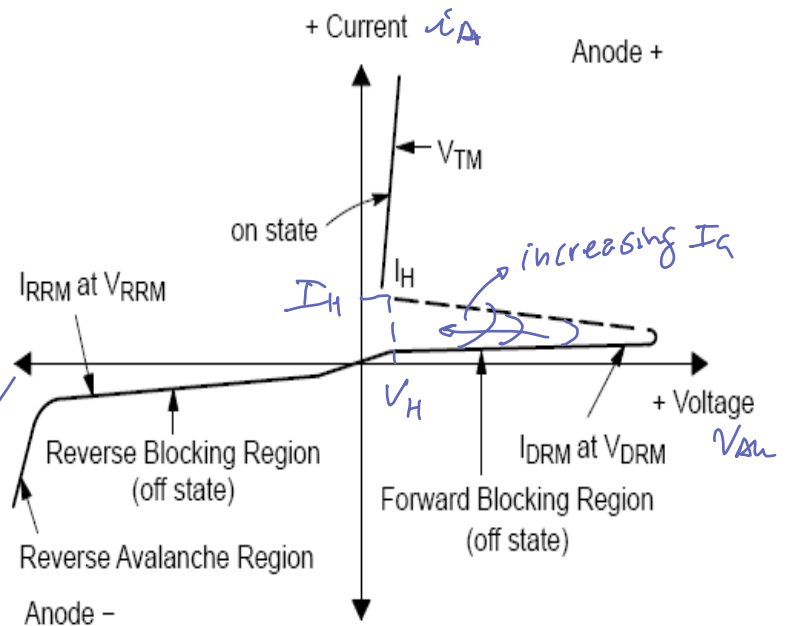 + Current iA
Anode +
VTM
on state
increasing IG
IH
IRRM at VRRM
IH
VH
+ Voltage
VAK
Reverse Blocking Region
(off state)
IDRM at VDRM
Forward Blocking Region
(off state)
Reverse Avalanche Region
Anode –